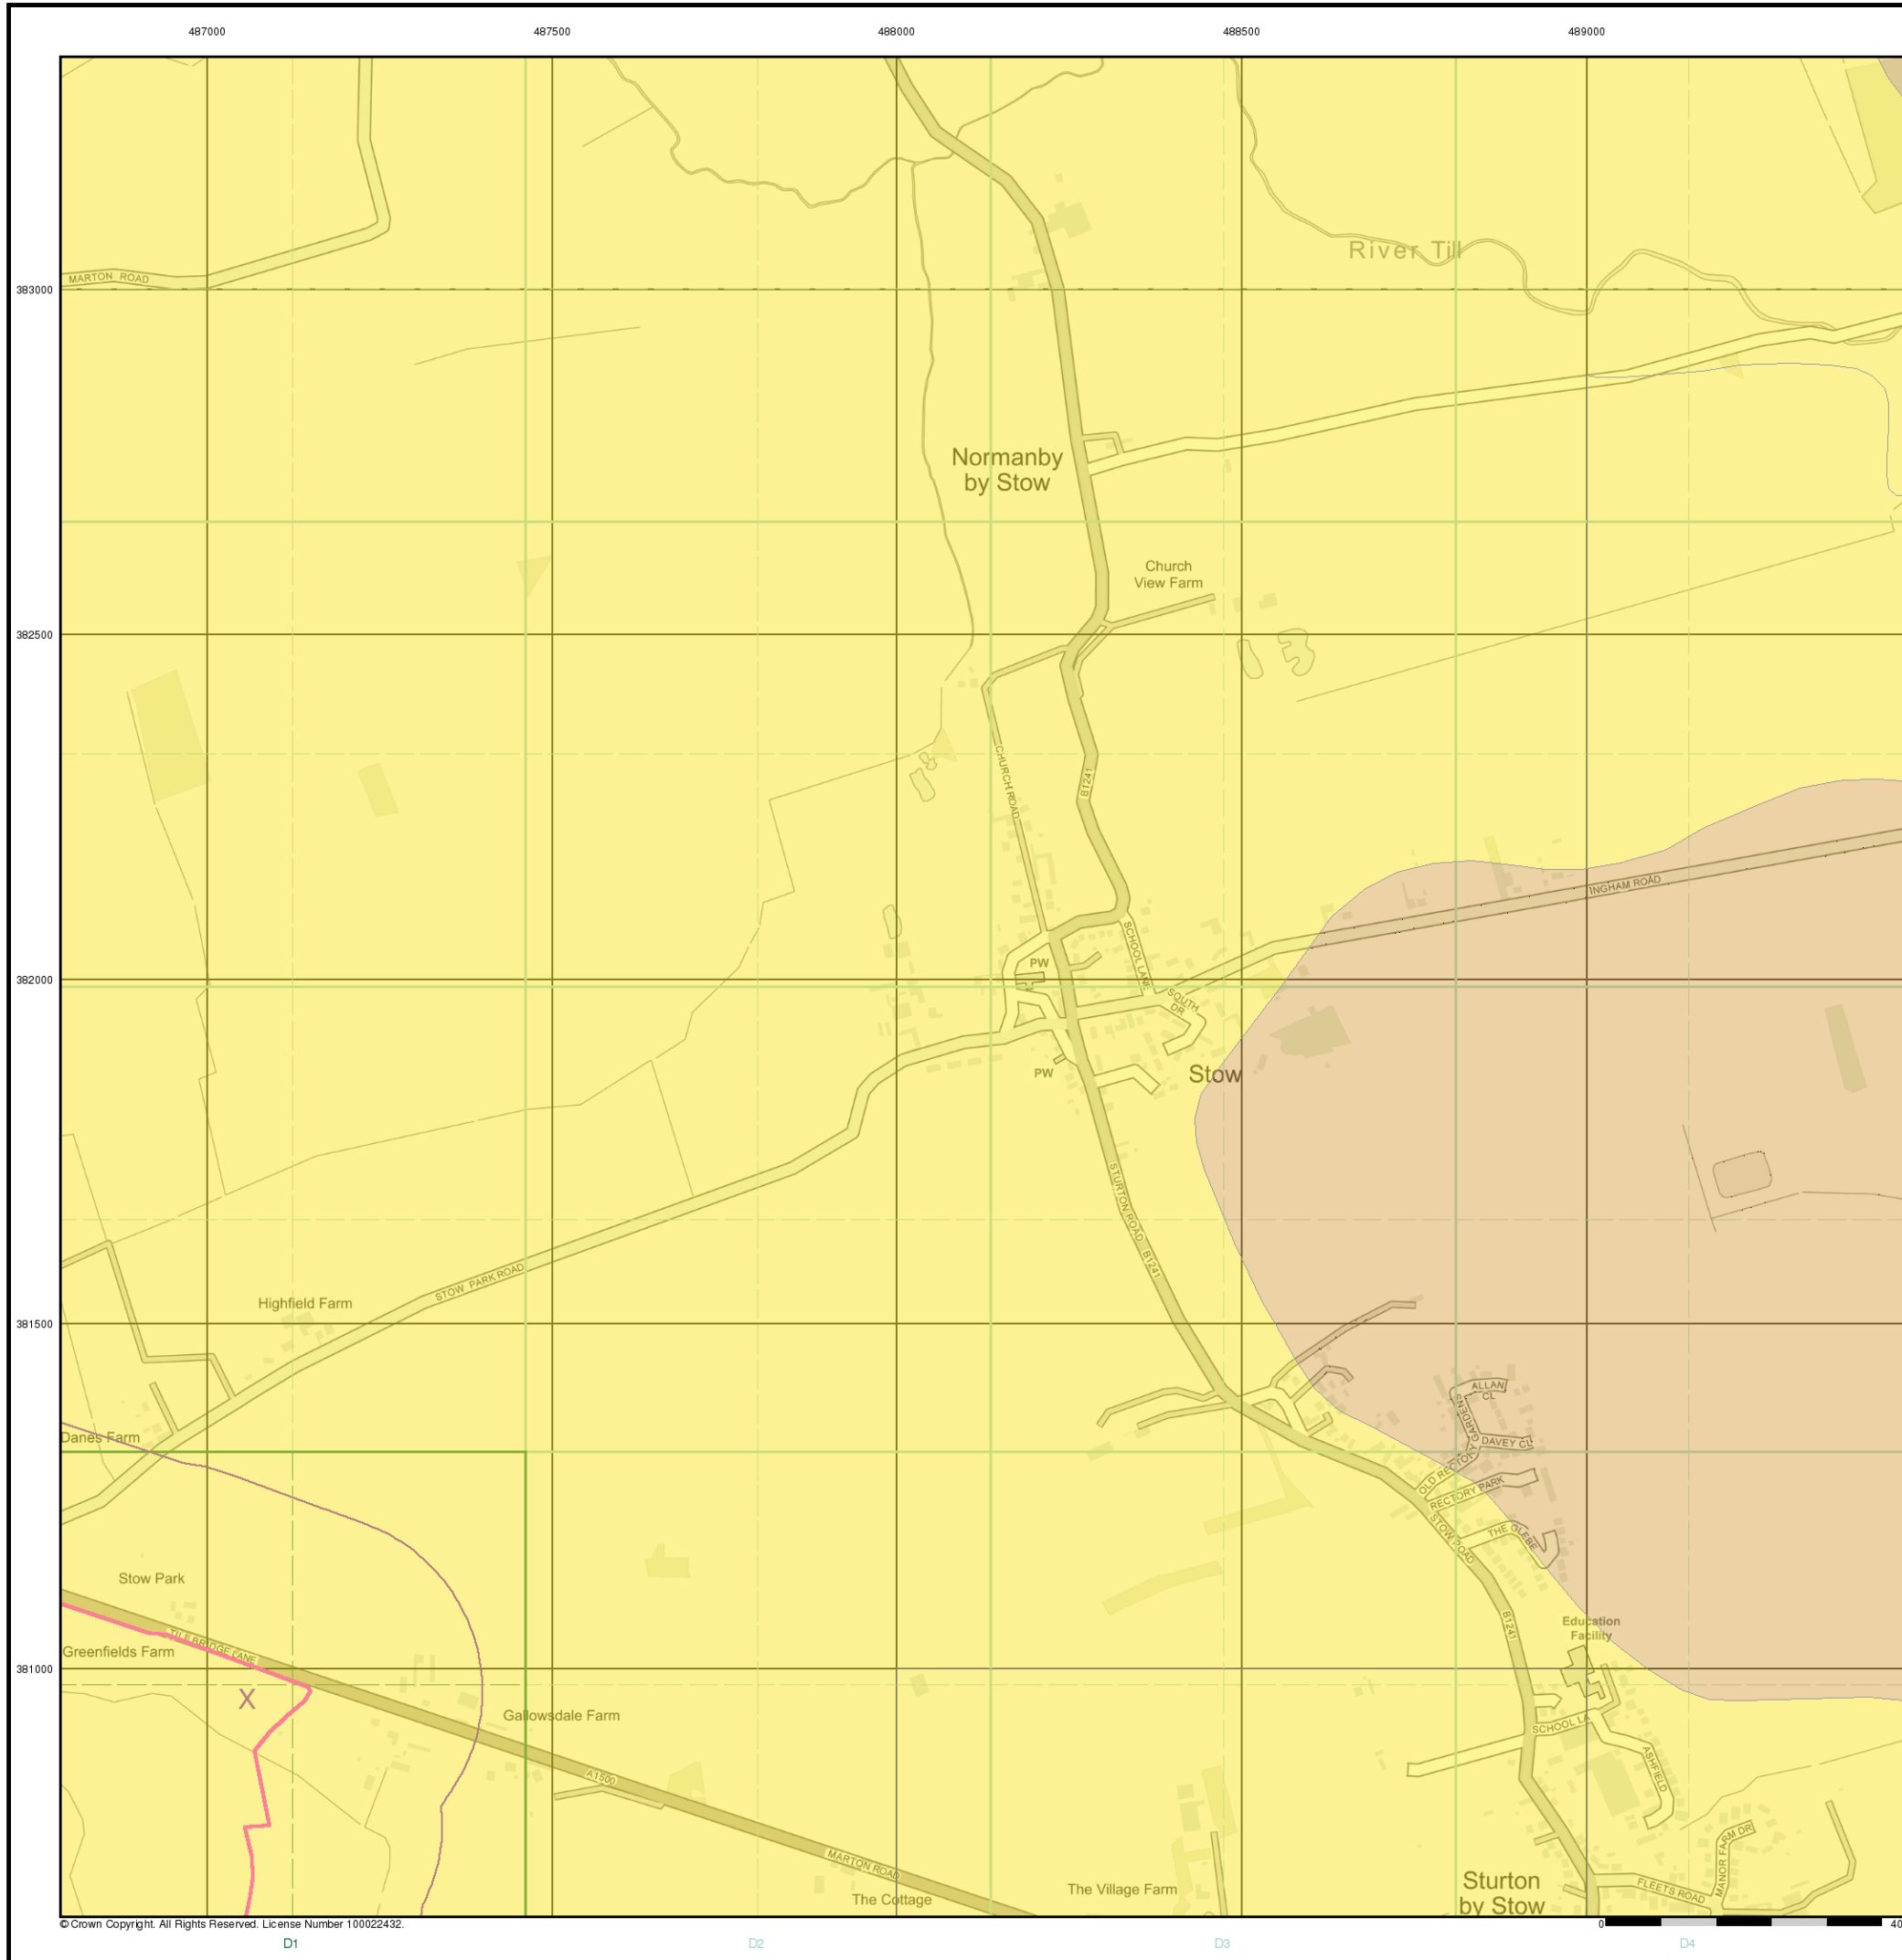 487000 487500 488000 488500 489000
River Till
MARTON ROAD
383000
Normanby
by Stow
Church
View Farm
382500
CHURCH ROAD
B1241
INGHAM ROAD
SCHOOL LANE
PW
382000
SOUTH
DR
PW
Stow
STURTON ROAD B1241
STOW PARK ROAD
Highfield Farm
381500
ALLAN
CL
OLD RECTORY GARDENS
DAVEY CL
Danes Farm
RECTORY PARK
STOW ROAD
THE GLEBE
Stow Park
B1241
Education
Facility
TILLBRIDGE LANE
Greenfields Farm
381000
X
Gallowsdale Farm
SCHOOL LA
ASHFIELD
A1500
MARTON ROAD
MANOR FARM DR
The Village Farm
The Cottage
Sturton
by Stow
FLEETS ROAD
© Crown Copyright. All Rights Reserved. License Number 100022432.
0 40
D1 D2 D3 D4